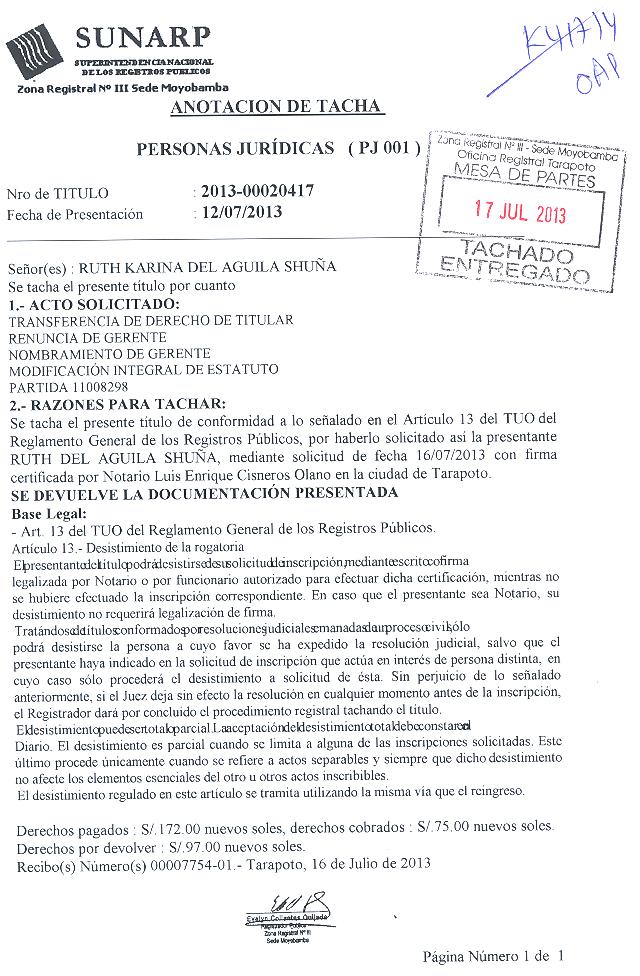 SUNARP
SUPERINTENDENCIA NACIONAL
DE LOS REGISTROS PUBLICOS
Zona Registral Nº III Sede Moyobamba
K41714
OAP
ANOTACION DE TACHA
PERSONAS JURÍDICAS ( PJ 001 )
Zona Registral Nº III - Sede Moyobamba
Oficina Registral Tarapoto
MESA DE PARTES
17 JUL 2013
TACHADO
ENTREGADO
Nro de TITULO : 2013-00020417
Fecha de Presentación : 12/07/2013
Señor(es) : RUTH KARINA DEL AGUILA SHUÑA
Se tacha el presente título por cuanto
1.- ACTO SOLICITADO:
TRANSFERENCIA DE DERECHO DE TITULAR
RENUNCIA DE GERENTE
NOMBRAMIENTO DE GERENTE
MODIFICACIÓN INTEGRAL DE ESTATUTO
PARTIDA 11008298
2.- RAZONES PARA TACHAR:
Se tacha el presente título de conformidad a lo señalado en el Artículo 13 del TUO del
Reglamento General de los Registros Públicos, por haberlo solicitado así la presentante
RUTH DEL AGUILA SHUÑA, mediante solicitud de fecha 16/07/2013 con firma
certificada por Notario Luis Enrique Cisneros Olano en la ciudad de Tarapoto.
SE DEVUELVE LA DOCUMENTACIÓN PRESENTADA
Base Legal:
- Art. 13 del TUO del Reglamento General de los Registros Públicos.
Artículo 13.- Desistimiento de la rogatoria
El presentante del título podrá desistirse de su solicitud de inscripción, mediante escrito con firma
legalizada por Notario o por funcionario autorizado para efectuar dicha certificación, mientras no
se hubiere efectuado la inscripción correspondiente. En caso que el presentante sea Notario, su
desistimiento no requerirá legalización de firma.
Tratándose de títulos conformados por resoluciones judiciales emanadas de un proceso civil, sólo
podrá desistirse la persona a cuyo favor se ha expedido la resolución judicial, salvo que el
presentante haya indicado en la solicitud de inscripción que actúa en interés de persona distinta, en
cuyo caso sólo procederá el desistimiento a solicitud de ésta. Sin perjuicio de lo señalado
anteriormente, si el Juez deja sin efecto la resolución en cualquier momento antes de la inscripción,
el Registrador dará por concluido el procedimiento registral tachando el título.
El desistimiento puede ser total o parcial. La aceptación del desistimiento total debe constar en el
Diario. El desistimiento es parcial cuando se limita a alguna de las inscripciones solicitadas. Este
último procede únicamente cuando se refiere a actos separables y siempre que dicho desistimiento
no afecte los elementos esenciales del otro u otros actos inscribibles.
El desistimiento regulado en este artículo se tramita utilizando la misma vía que el reingreso.
Derechos pagados : S/.172.00 nuevos soles, derechos cobrados : S/.75.00 nuevos soles.
Derechos por devolver : S/.97.00 nuevos soles.
Recibo(s) Número(s) 00007754-01.- Tarapoto, 16 de Julio de 2013
Evelyn Collantes Quijada
Registrador Público
Zona Registral Nº III
Sede Moyobamba
Página Número 1 de 1